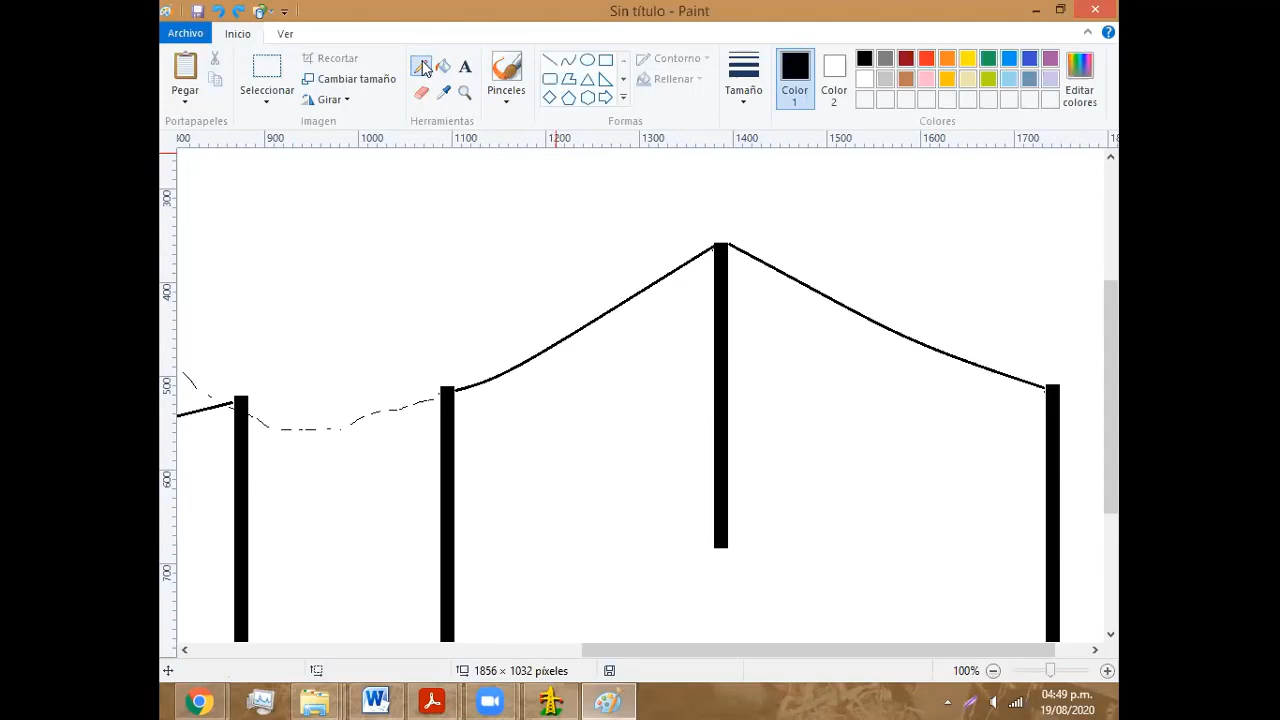 Sin título - Paint
Archivo Inicio Ver
Pegar
Portapapeles
Seleccionar
Recortar
Cambiar tamaño
Girar
Imagen
A
Herramientas
Pinceles
Contorno
Rellenar
Formas
Tamaño
Color 1
Color 2
Editar colores
Colores
900 1000 1100 1200 1300 1400 1500 1600 1700
300
400
500
600
700
1856 × 1032 píxeles
100%
04:49 p.m.
19/08/2020